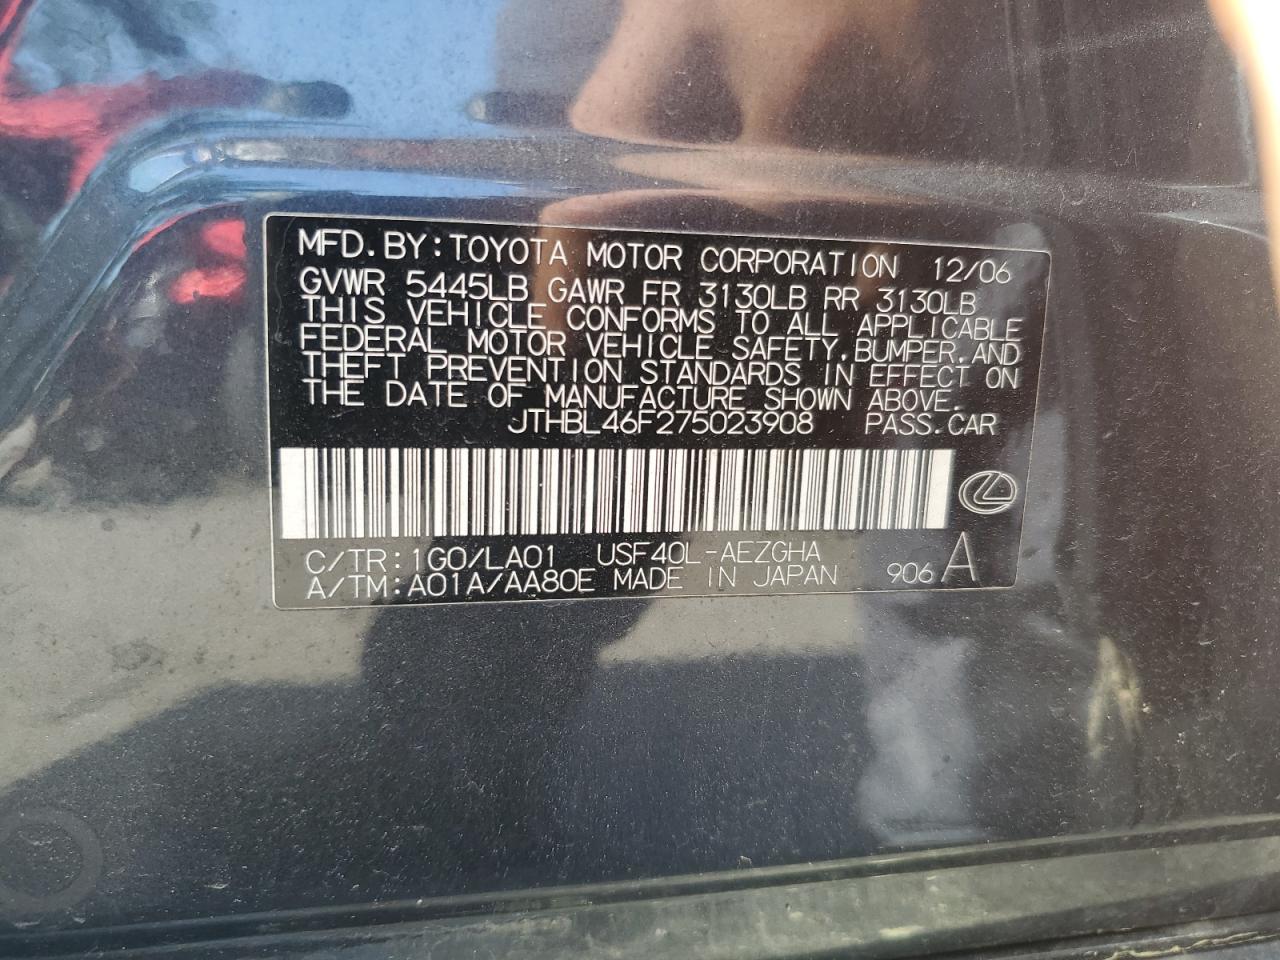 MFD.BY:TOYOTA MOTOR CORPORATION 12/06
GVWR 5445LB GAWR FR 3130LB RR 3130LB
THIS VEHICLE CONFORMS TO ALL APPLICABLE
FEDERAL MOTOR VEHICLE SAFETY,BUMPER,AND
THEFT PREVENTION STANDARDS IN EFFECT ON
THE DATE OF MANUFACTURE SHOWN ABOVE.
JTHBL46F275023908 PASS.CAR
C/TR:1G0/LA01 USF40L-AEZGHA
A/TM:A01A/AA80E MADE IN JAPAN 906 A